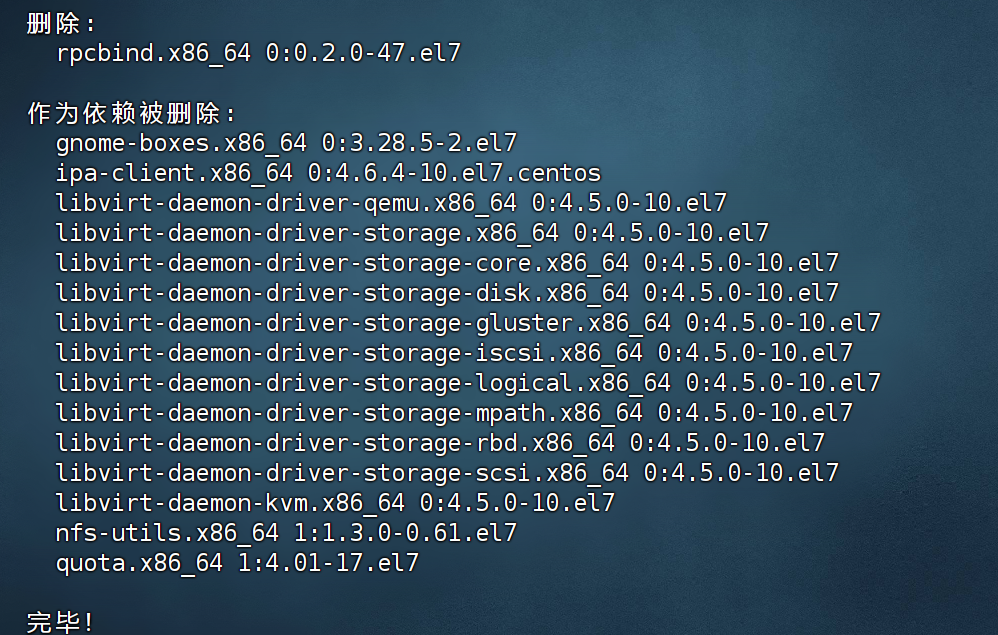 删除:
rpcbind.x86_64 0:0.2.0-47.el7
作为依赖被删除:
gnome-boxes.x86_64 0:3.28.5-2.el7
ipa-client.x86_64 0:4.6.4-10.el7.centos
libvirt-daemon-driver-qemu.x86_64 0:4.5.0-10.el7
libvirt-daemon-driver-storage.x86_64 0:4.5.0-10.el7
libvirt-daemon-driver-storage-core.x86_64 0:4.5.0-10.el7
libvirt-daemon-driver-storage-disk.x86_64 0:4.5.0-10.el7
libvirt-daemon-driver-storage-gluster.x86_64 0:4.5.0-10.el7
libvirt-daemon-driver-storage-iscsi.x86_64 0:4.5.0-10.el7
libvirt-daemon-driver-storage-logical.x86_64 0:4.5.0-10.el7
libvirt-daemon-driver-storage-mpath.x86_64 0:4.5.0-10.el7
libvirt-daemon-driver-storage-rbd.x86_64 0:4.5.0-10.el7
libvirt-daemon-driver-storage-scsi.x86_64 0:4.5.0-10.el7
libvirt-daemon-kvm.x86_64 0:4.5.0-10.el7
nfs-utils.x86_64 1:1.3.0-0.61.el7
quota.x86_64 1:4.01-17.el7
完毕!